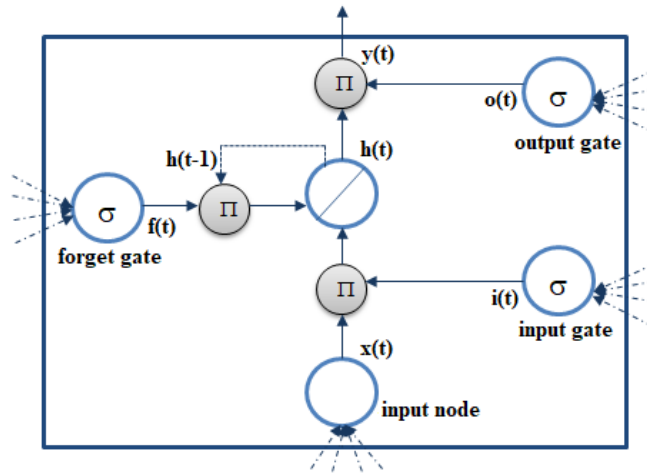 y(t)
Π
o(t)
σ
output gate
h(t-1)
h(t)
σ
f(t)
Π
forget gate
Π
i(t)
σ
input gate
x(t)
input node